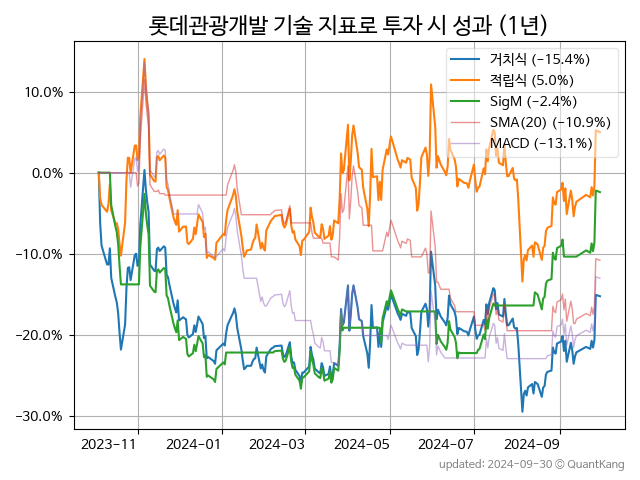 롯데관광개발 기술 지표로 투자 시 성과 (1년)
거치식 (−15.4%)
적립식 (5.0%)
SigM (−2.4%)
SMA(20) (−10.9%)
MACD (−13.1%)
10.0%
0.0%
−10.0%
−20.0%
−30.0%
2023-11 2024-01 2024-03 2024-05 2024-07 2024-09
updated: 2024-09-30 © QuantKang